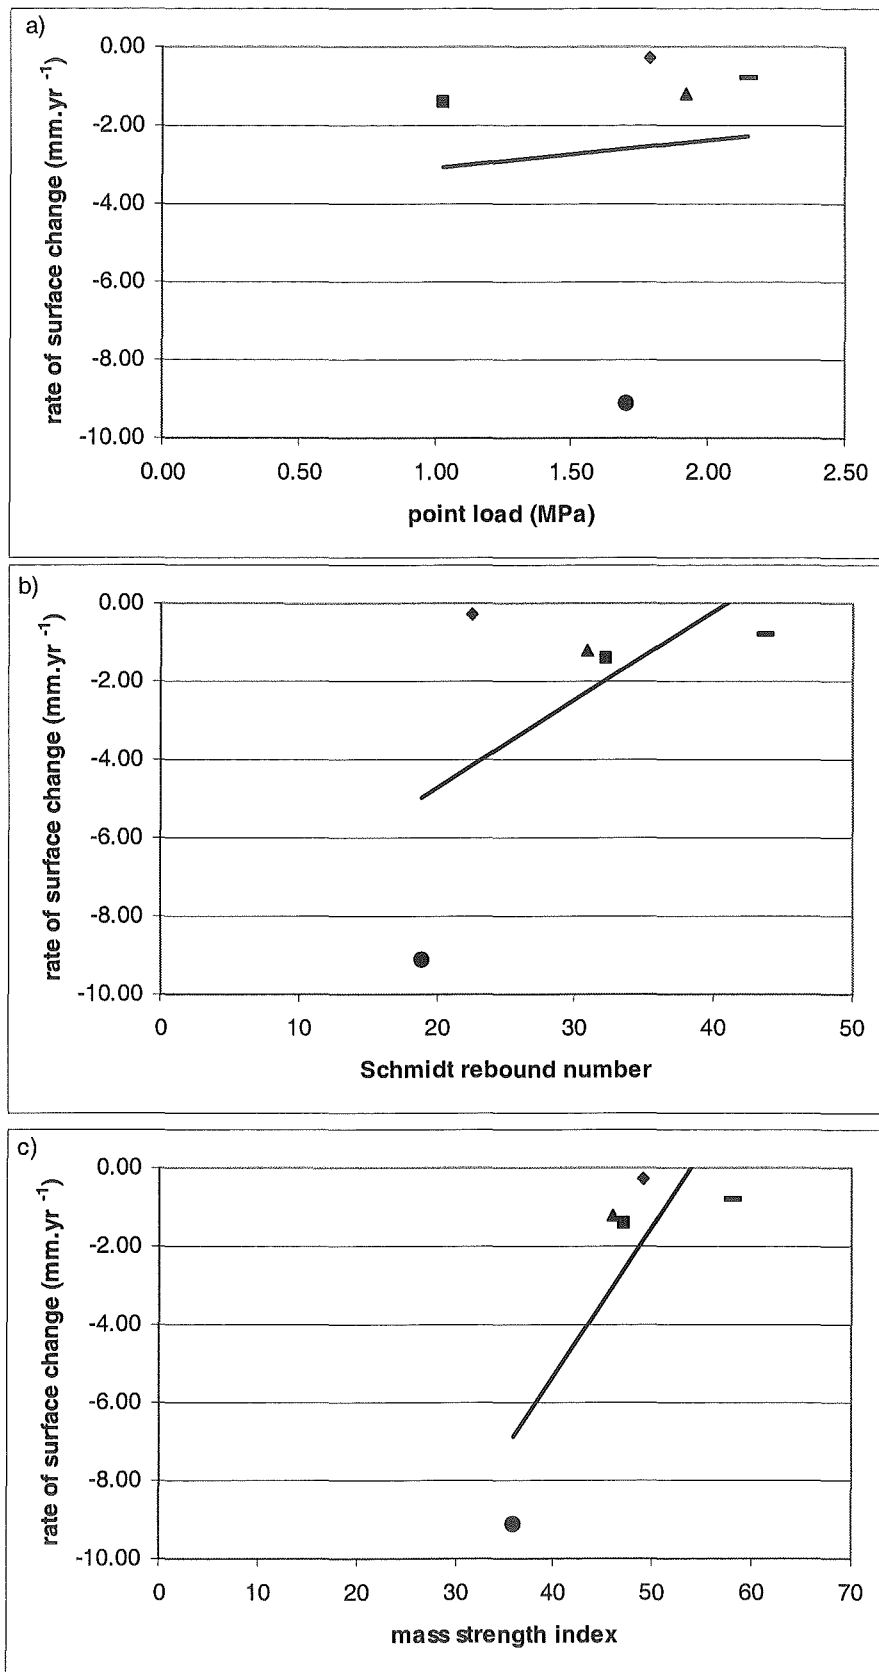 a)
0.00
-2.00
-4.00
-6.00
-8.00
-10.00
rate of surface change (mm.yr -1)
0.00 0.50 1.00 1.50 2.00 2.50
point load (MPa)
b)
0.00
-2.00
-4.00
-6.00
-8.00
-10.00
rate of surface change (mm.yr -1)
0 10 20 30 40 50
Schmidt rebound number
c)
0.00
-2.00
-4.00
-6.00
-8.00
-10.00
rate of surface change (mm.yr -1)
0 10 20 30 40 50 60 70
mass strength index